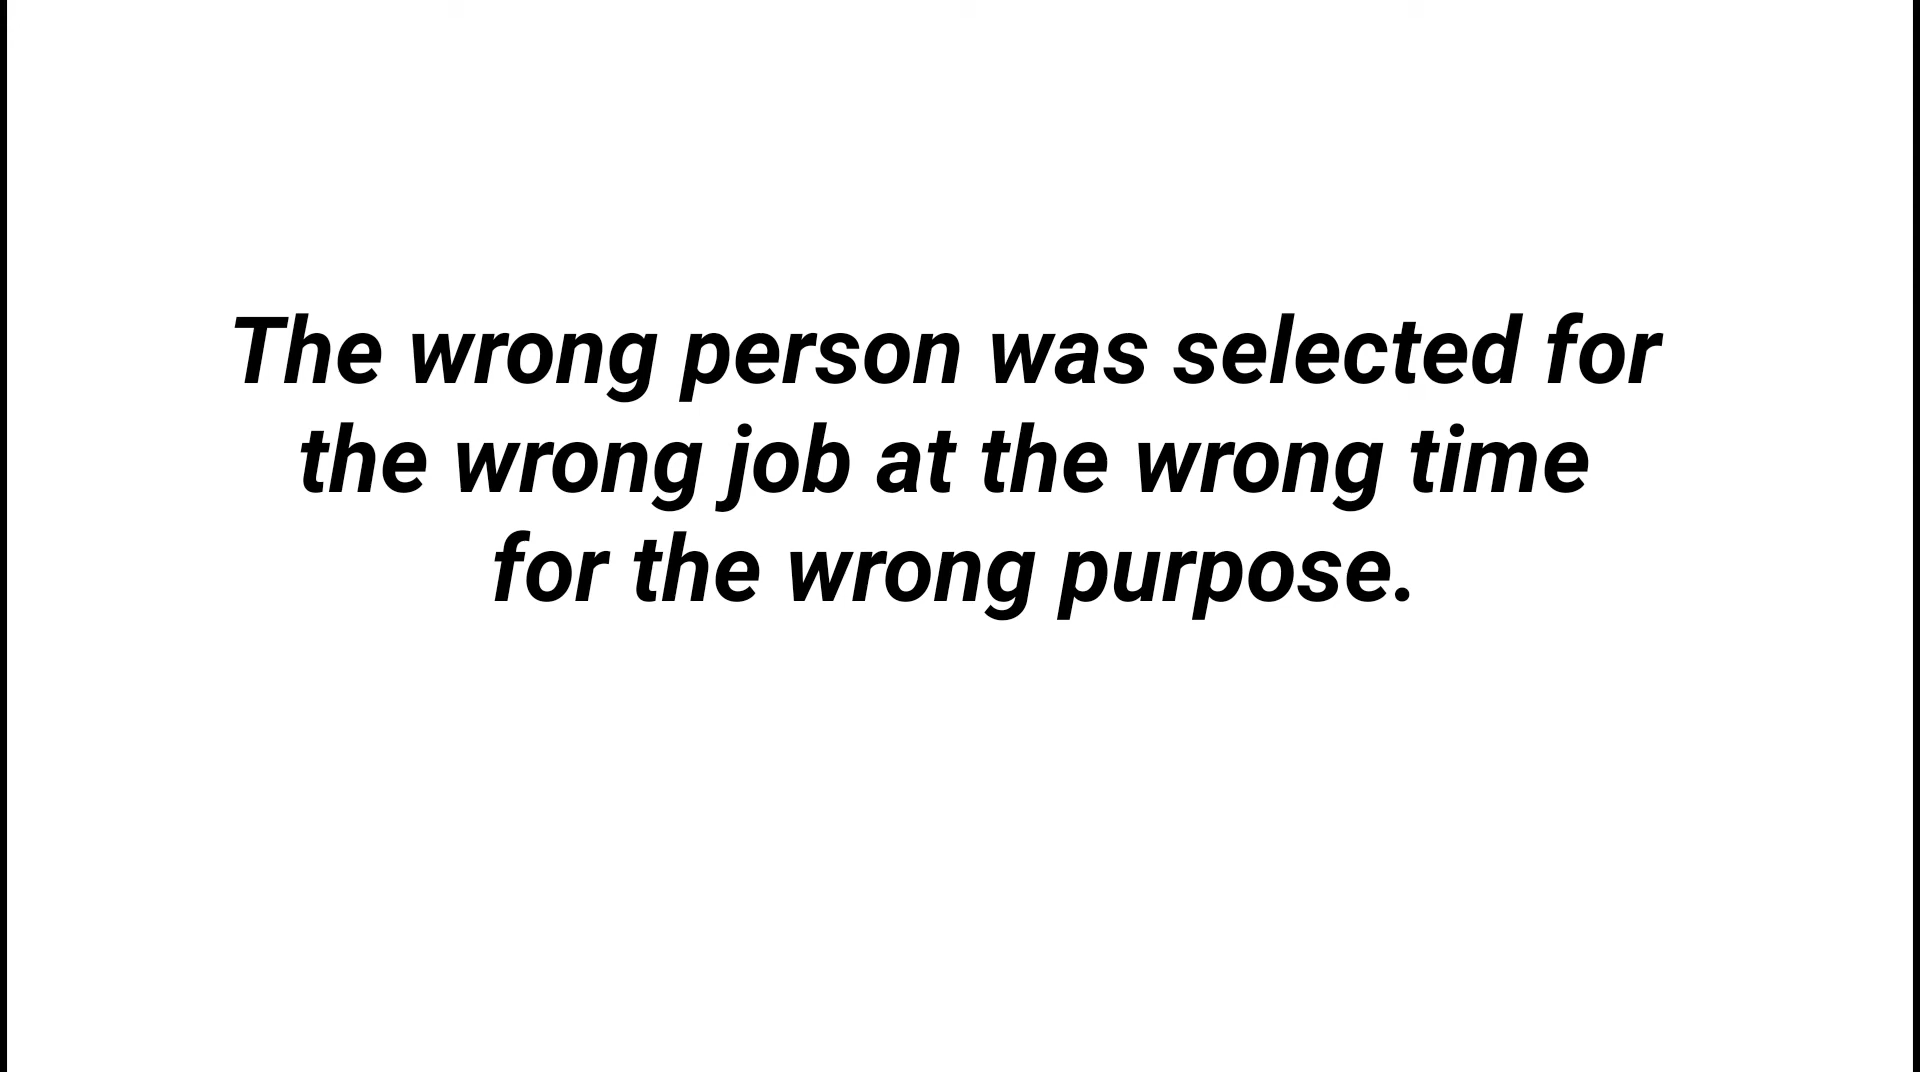 The wrong person was selected for
the wrong job at the wrong time
for the wrong purpose.